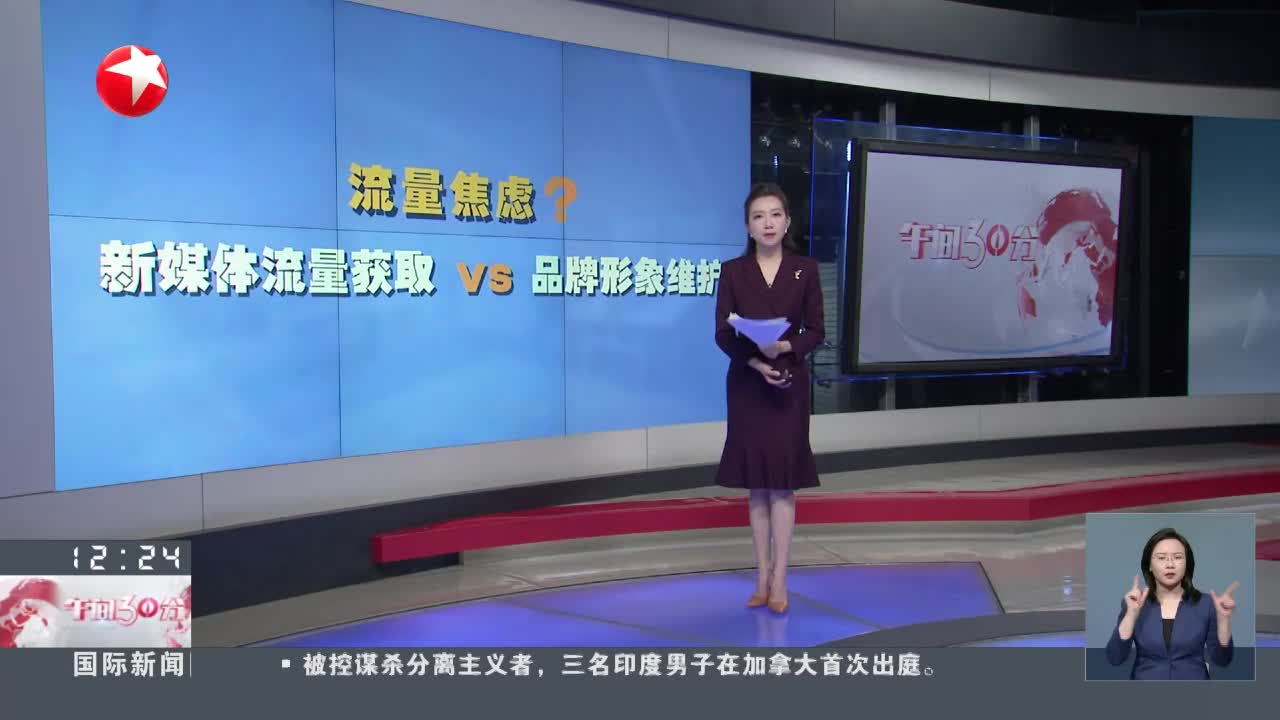 流量焦虑?
新媒体流量获取 VS 品牌形象维护
午间30分
12:24
午间30分
国际新闻
▪ 被控谋杀分离主义者，三名印度男子在加拿大首次出庭。